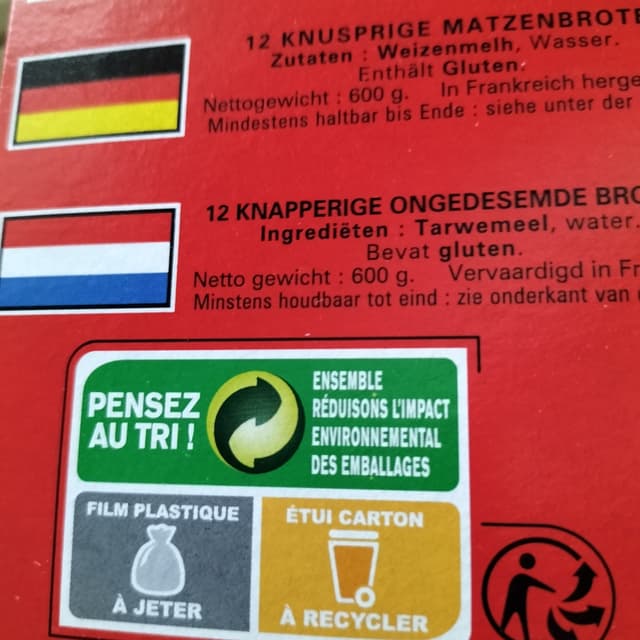 12 KNUSPRIGE MATZENBROTE
Zutaten : Weizenmelh, Wasser.
Enthält Gluten.
Nettogewicht : 600 g. In Frankreich herge
Mindestens haltbar bis Ende : siehe unter der
12 KNAPPERIGE ONGEDESEMDE BRO
Ingrediëten : Tarwemeel, water.
Bevat gluten.
Netto gewicht : 600 g. Vervaardigd in Fr
Minstens houdbaar tot eind : zie onderkant van
PENSEZ
AU TRI !
ENSEMBLE
RÉDUISONS L'IMPACT
ENVIRONNEMENTAL
DES EMBALLAGES
FILM PLASTIQUE
À JETER
ÉTUI CARTON
À RECYCLER